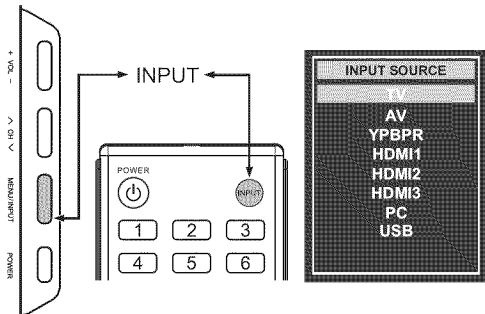 + VOL -
∧ CH ∨
MENU/INPUT
POWER
INPUT
POWER
INPUT
1 2 3
4 5 6
INPUT SOURCE
TV
AV
YPBPR
HDMI1
HDMI2
HDMI3
PC
USB